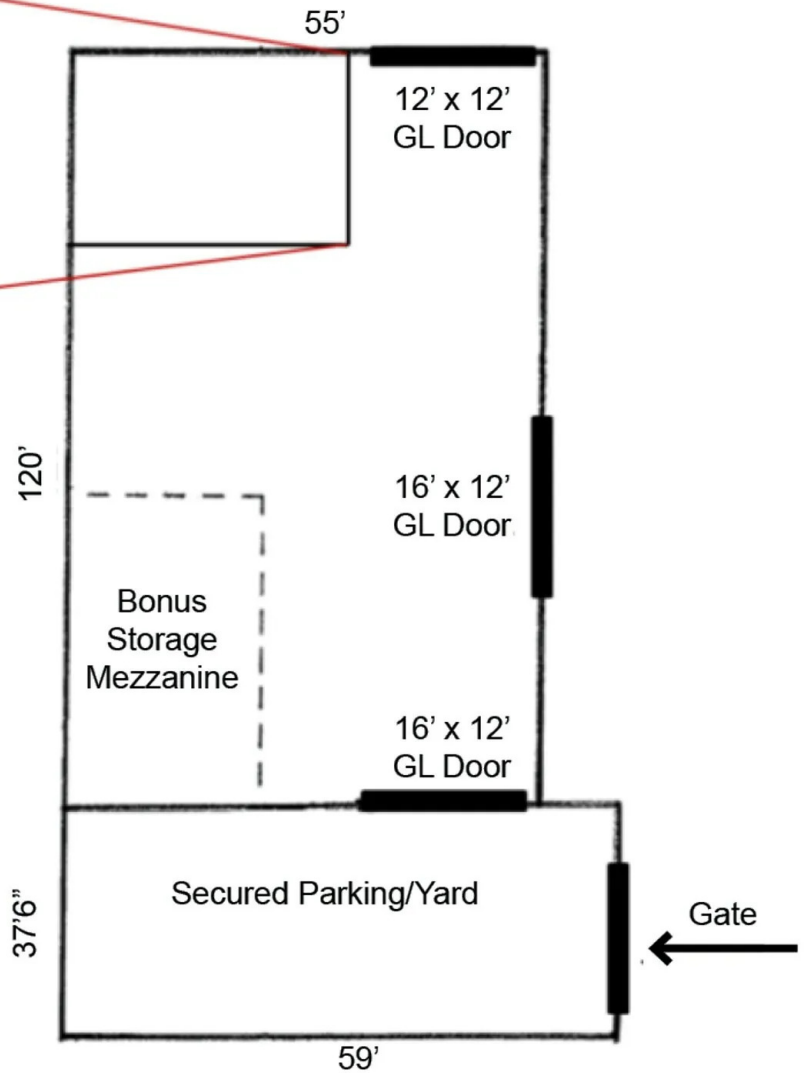 55’
12’ x 12’
GL Door
120’
16’ x 12’
GL Door
Bonus
Storage
Mezzanine
16’ x 12’
GL Door
37’6”
Secured Parking/Yard
Gate
59’